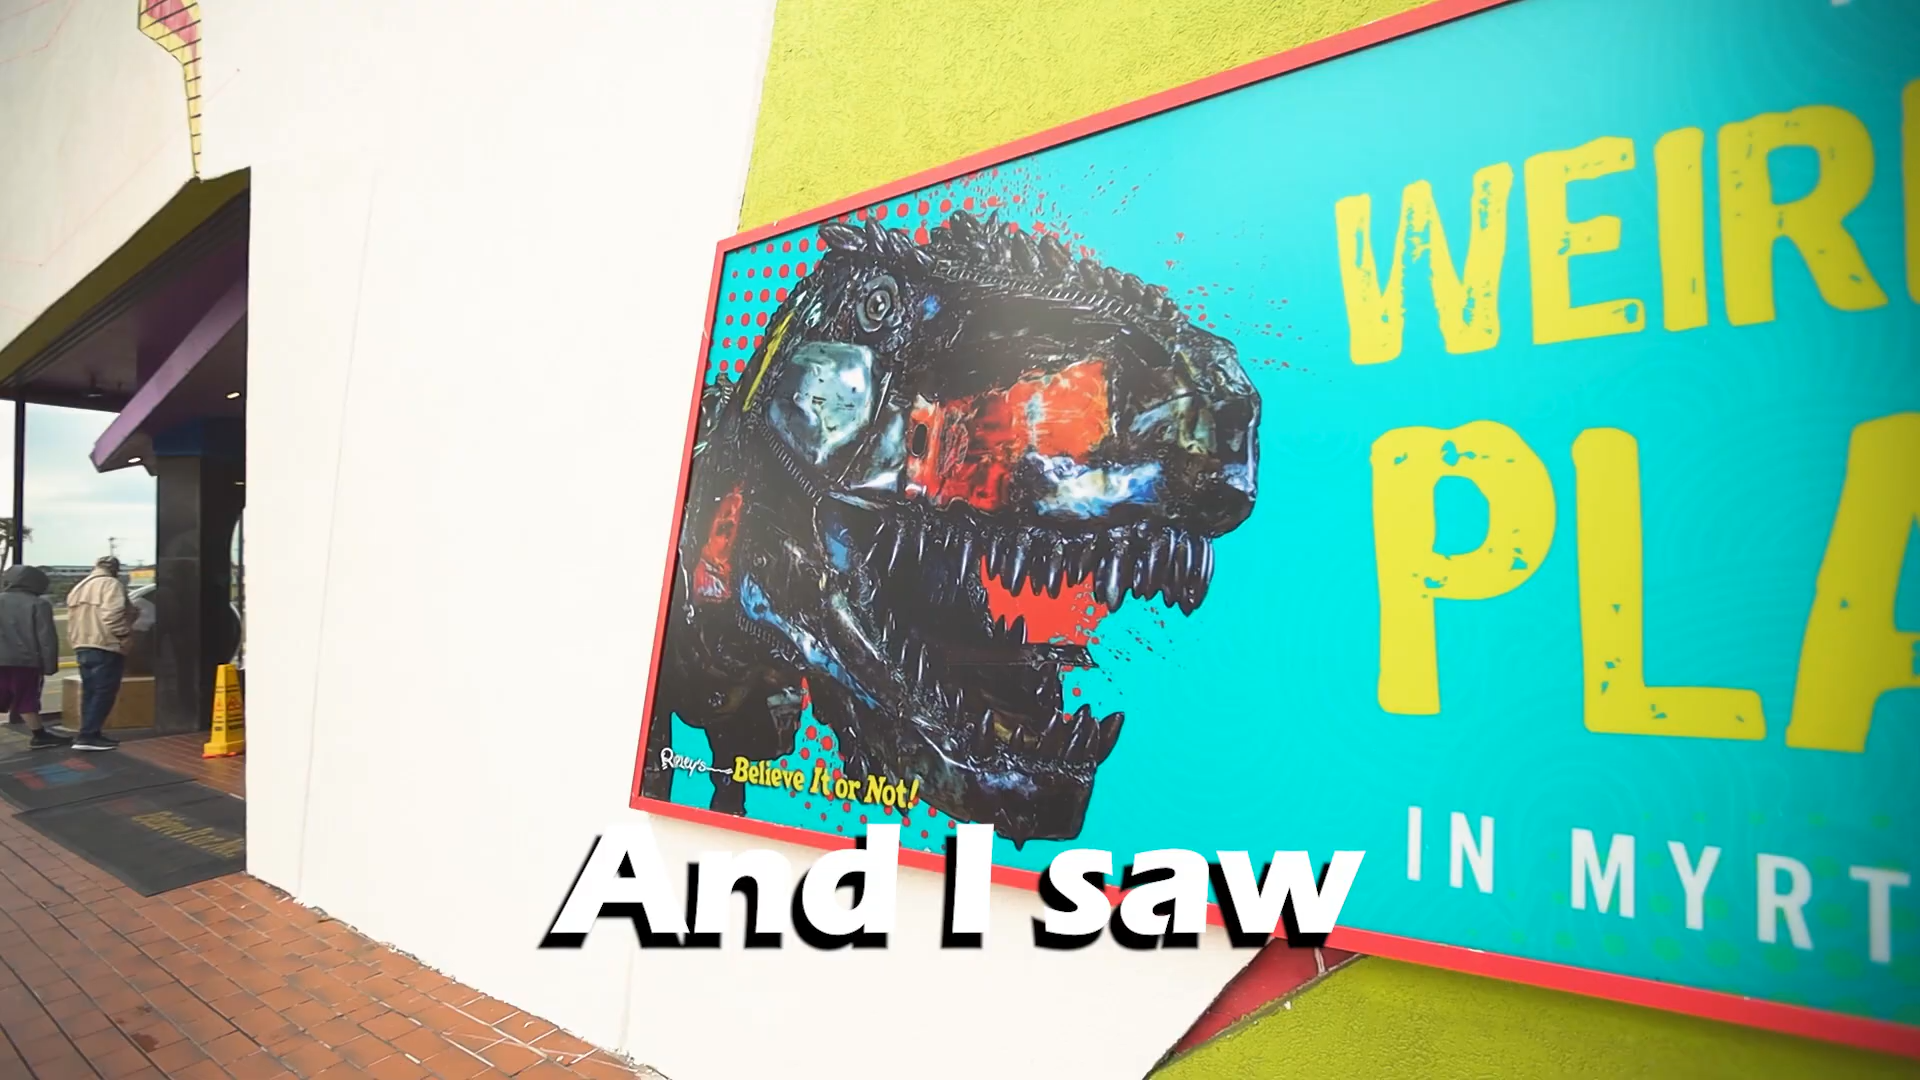 WEIR
PLA
IN MYRT
Ripley's Believe It or Not!
And I saw